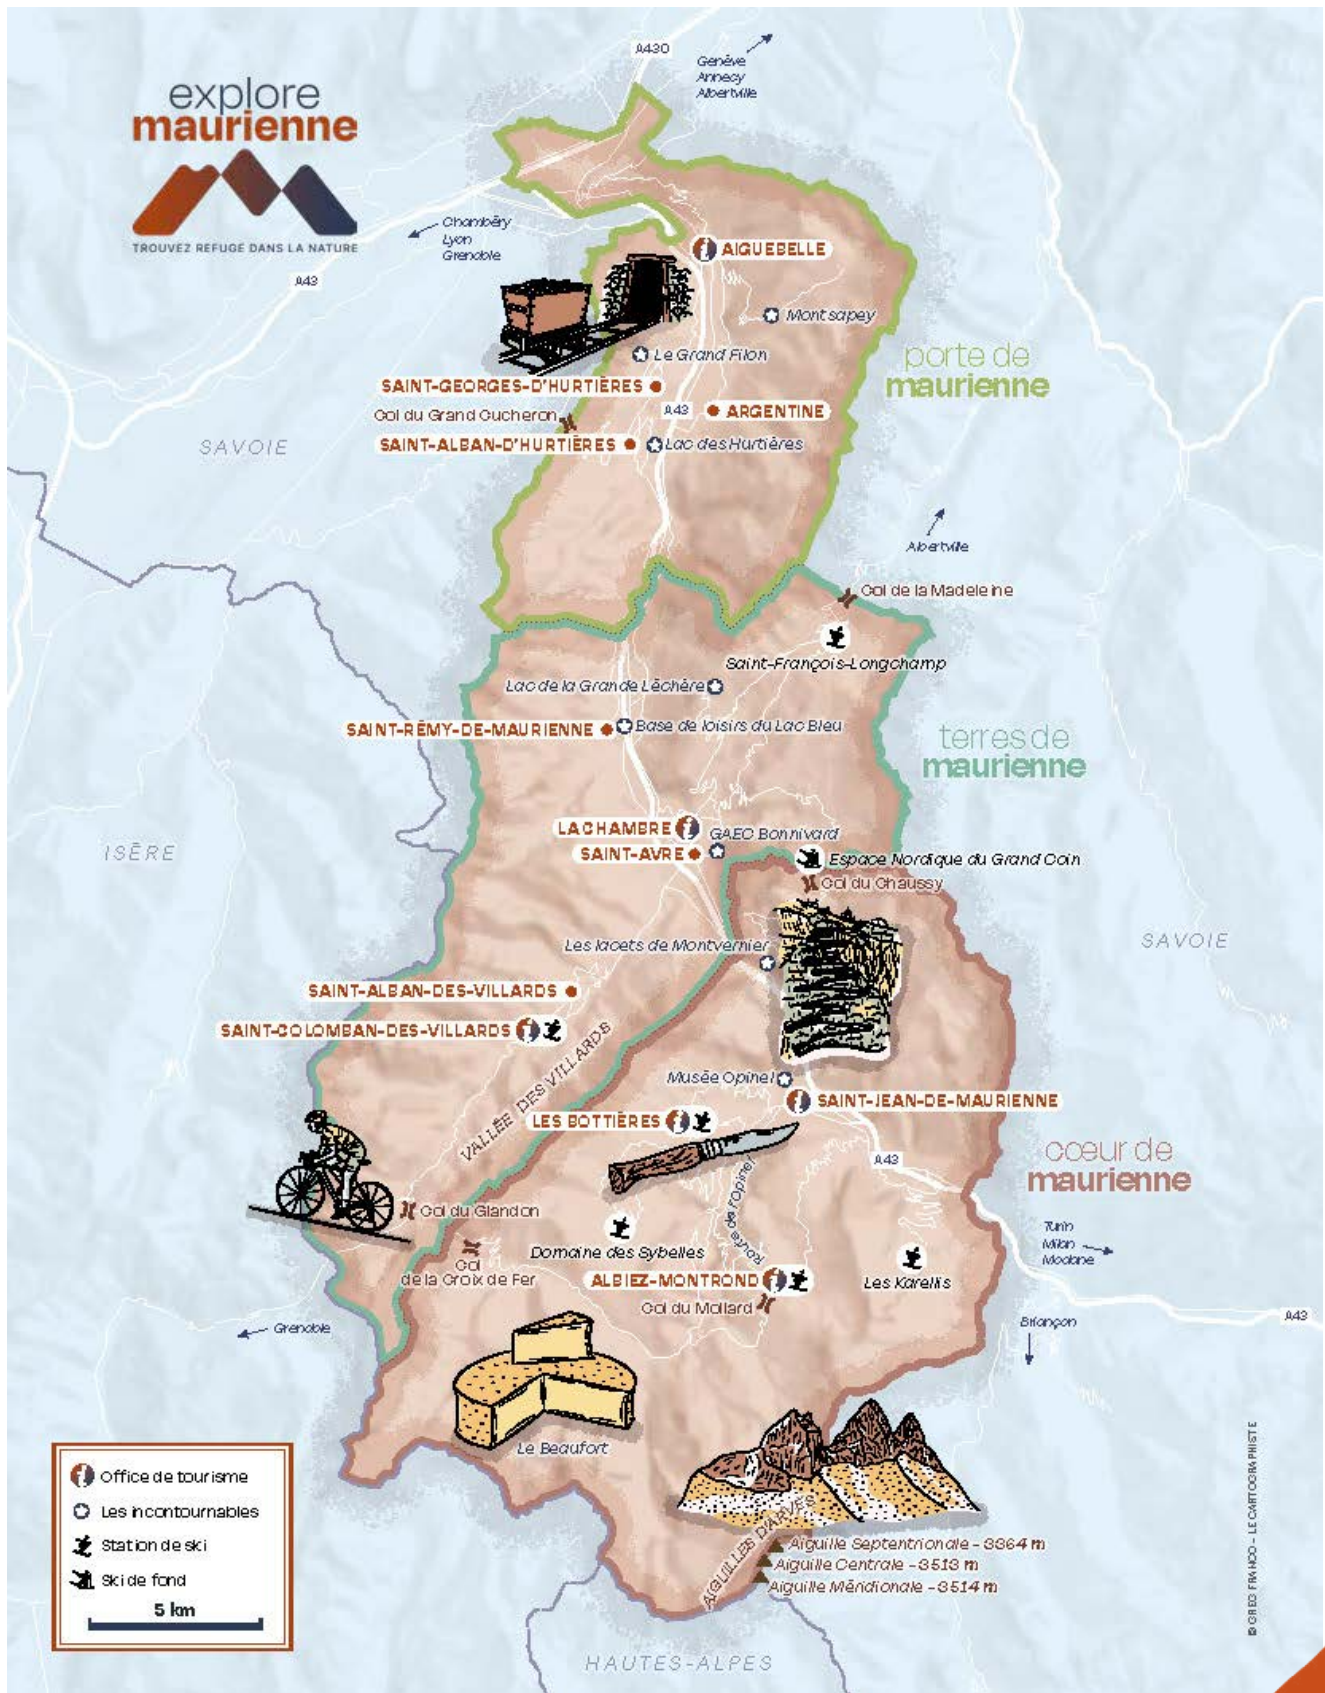 A430
Genève
Annecy
Albertville
explore
maurienne
TROUVEZ REFUGE DANS LA NATURE
Chambéry
Lyon
Grenoble
A43
AIGUEBELLE
Montsapey
Le Grand Filon
porte de
maurienne
SAINT-GEORGES-D'HURTIÈRES
Col du Grand Cucheron
A43
ARGENTINE
SAINT-ALBAN-D'HURTIÈRES
Lac des Hurtières
SAVOIE
Albertville
Col de la Madeleine
Saint-François-Longchamp
Lac de la Grande Léchère
SAINT-RÉMY-DE-MAURIENNE
Base de loisirs du Lac Bleu
terres de
maurienne
LA CHAMBRE
GAEC Bonnivard
SAINT-AVRE
ISÈRE
Espace Nordique du Grand Coin
Col du Chaussy
SAVOIE
Les lacets de Montvernier
SAINT-ALBAN-DES-VILLARDS
SAINT-COLOMBAN-DES-VILLARDS
VALLÉE DES VILLARDS
Musée Opinel
SAINT-JEAN-DE-MAURIENNE
LES BOTTIÈRES
A43
cœur de
maurienne
Route de l'Opinel
Col du Glandon
Turin
Milan
Modane
Domaine des Sybelles
Col
de la Croix de Fer
ALBIEZ-MONTROND
Les Karellis
Col du Mollard
Grenoble
Briançon
A43
Le Beaufort
AIGUILLES D'ARVES
Aiguille Septentrionale - 3364 m
Aiguille Centrale - 3513 m
Aiguille Méridionale - 3514 m
Office de tourisme
Les incontournables
Station de ski
Ski de fond
5 km
HAUTES-ALPES
© GREG FRANCO - LE CARTOGRAPHISTE